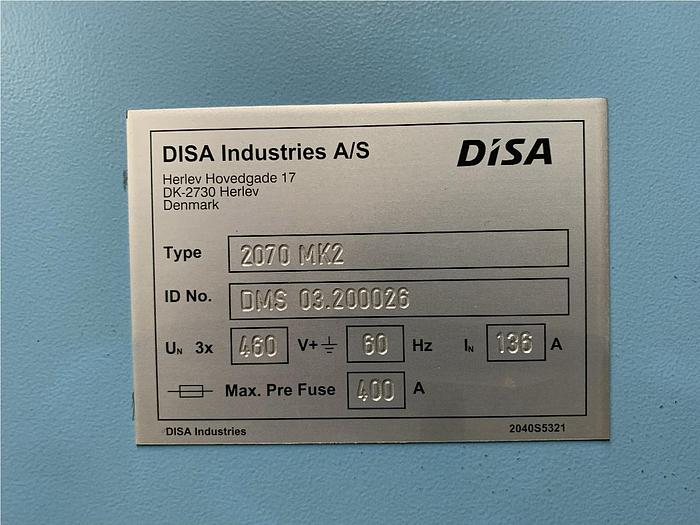 DISA Industries A/S
DISA
Herlev Hovedgade 17
DK-2730 Herlev
Denmark
Type 2070 MK2
ID No. DMS 03.200026
UN 3x 460 V+ 60 Hz IN 136 A
Max. Pre Fuse 400 A
DISA Industries 2040S5321